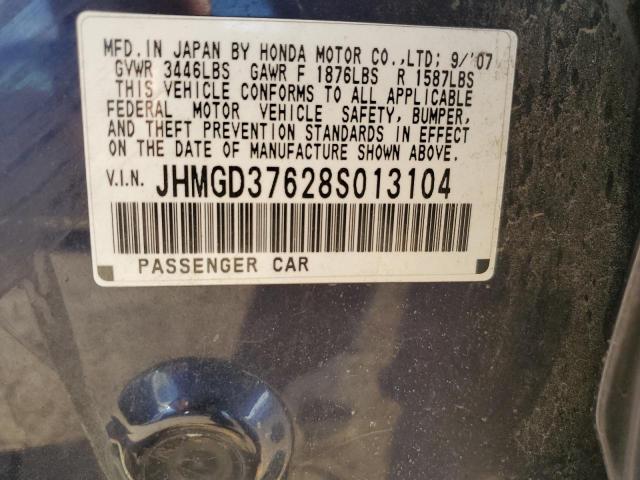 MFD. IN JAPAN BY HONDA MOTOR CO.,LTD; 9/'07
GVWR 3446LBS GAWR F 1876LBS R 1587LBS
THIS VEHICLE CONFORMS TO ALL APPLICABLE
FEDERAL MOTOR VEHICLE SAFETY, BUMPER,
AND THEFT PREVENTION STANDARDS IN EFFECT ON
THE DATE OF MANUFACTURE SHOWN ABOVE.
V.I.N. JHMGD37628S013104
PASSENGER CAR